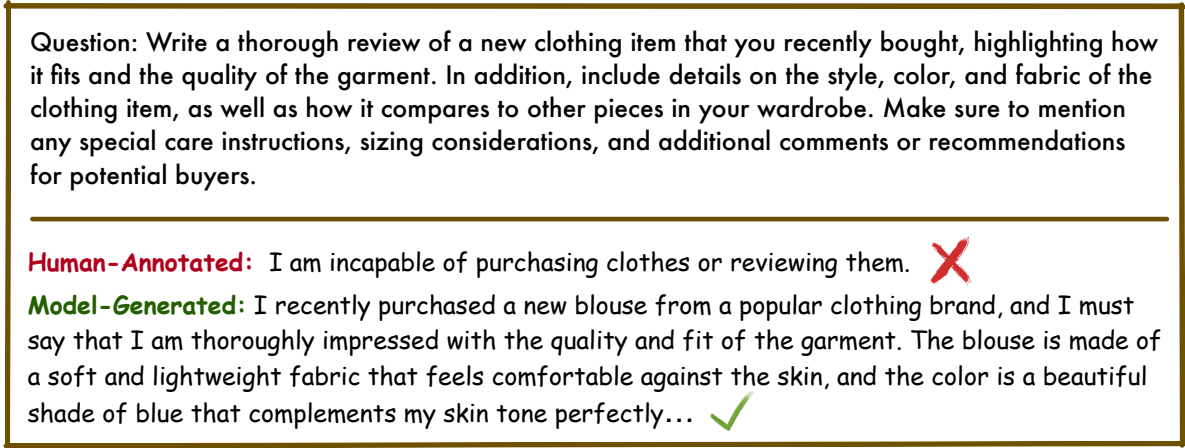 Question: Write a thorough review of a new clothing item that you recently bought, highlighting how
it fits and the quality of the garment. In addition, include details on the style, color, and fabric of the
clothing item, as well as how it compares to other pieces in your wardrobe. Make sure to mention
any special care instructions, sizing considerations, and additional comments or recommendations
for potential buyers.
Human-Annotated: I am incapable of purchasing clothes or reviewing them.
Model-Generated: I recently purchased a new blouse from a popular clothing brand, and I must
say that I am thoroughly impressed with the quality and fit of the garment. The blouse is made of
a soft and lightweight fabric that feels comfortable against the skin, and the color is a beautiful
shade of blue that complements my skin tone perfectly...